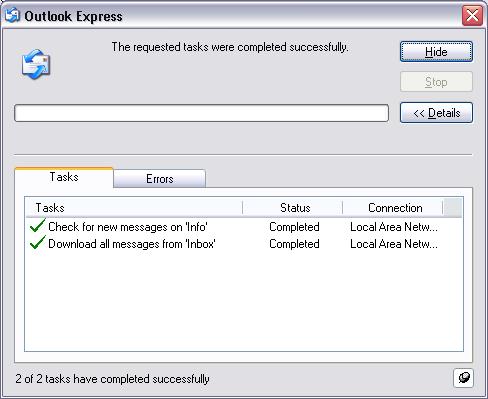 Outlook Express
The requested tasks were completed successfully.
Hide
Stop
<< Details
Tasks Errors
Tasks Status Connection
Check for new messages on 'Info' Completed Local Area Netw...
Download all messages from 'Inbox' Completed Local Area Netw...
2 of 2 tasks have completed successfully